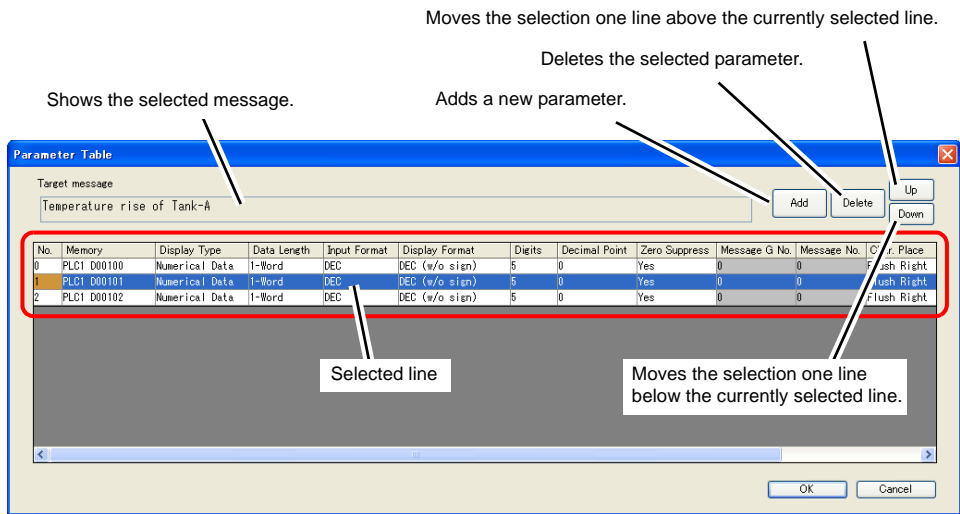 Moves the selection one line above the currently selected line.
Deletes the selected parameter.
Shows the selected message.
Adds a new parameter.
Parameter Table
Target message
Temperature rise of Tank-A
Add
Delete
Up
Down
No. Memory Display Type Data Length Input Format Display Format Digits Decimal Point Zero Suppress Message G No. Message No. Place
0 PLC1 D00100 Numerical Data 1-Word DEC DEC (w/o sign) 5 0 Yes 0 0 Flush Right
1 PLC1 D00101 Numerical Data 1-Word DEC DEC (w/o sign) 5 0 Yes 0 0 Flush Right
2 PLC1 D00102 Numerical Data 1-Word DEC DEC (w/o sign) 5 0 Yes 0 0 Flush Right
Selected line
Moves the selection one line
below the currently selected line.
OK
Cancel